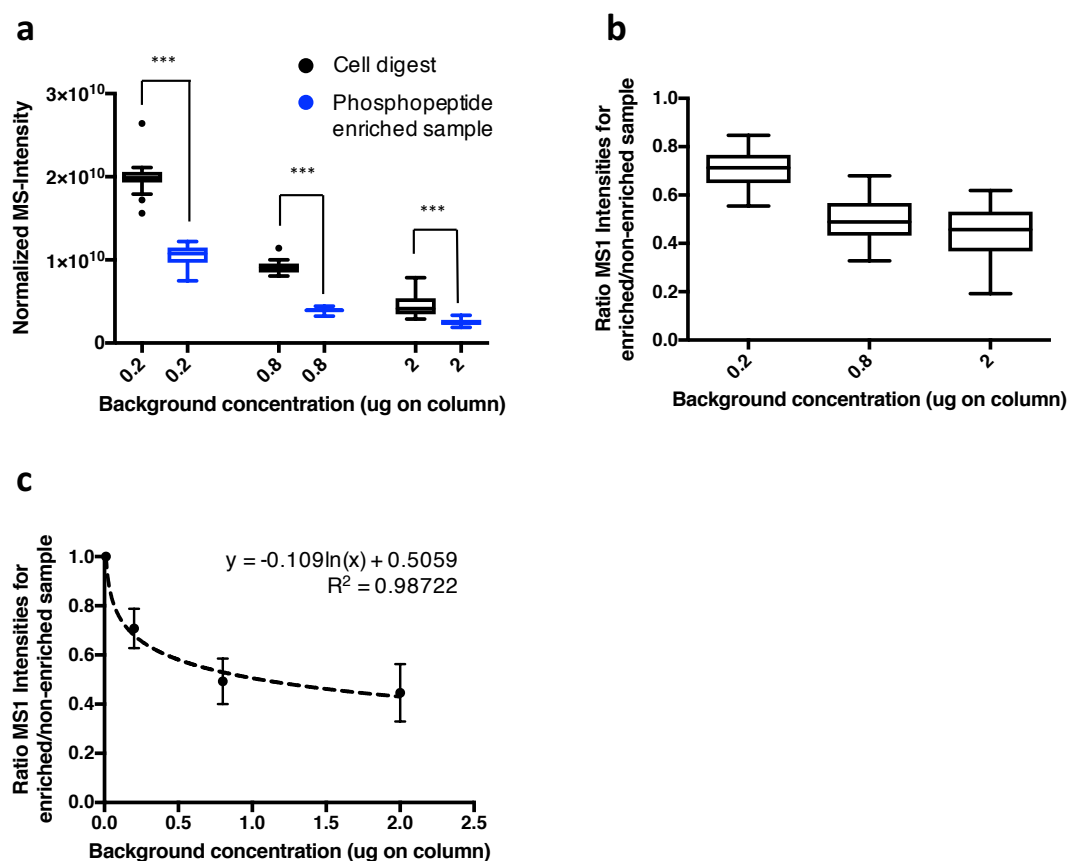 a
Cell digest
Phosphopeptide
enriched sample
***
***
***
Normalized MS-Intensity
3×10¹⁰
2×10¹⁰
1×10¹⁰
0
0.2 0.2 0.8 0.8 2 2
Background concentration (ug on column)
b
Ratio MS1 Intensities for
enriched/non-enriched sample
1.0
0.8
0.6
0.4
0.2
0.0
0.2 0.8 2
Background concentration (ug on column)
c
y = -0.109ln(x) + 0.5059
R² = 0.98722
Ratio MS1 Intensities for
enriched/non-enriched sample
1.0
0.8
0.6
0.4
0.2
0.0
0.0 0.5 1.0 1.5 2.0 2.5
Background concentration (ug on column)